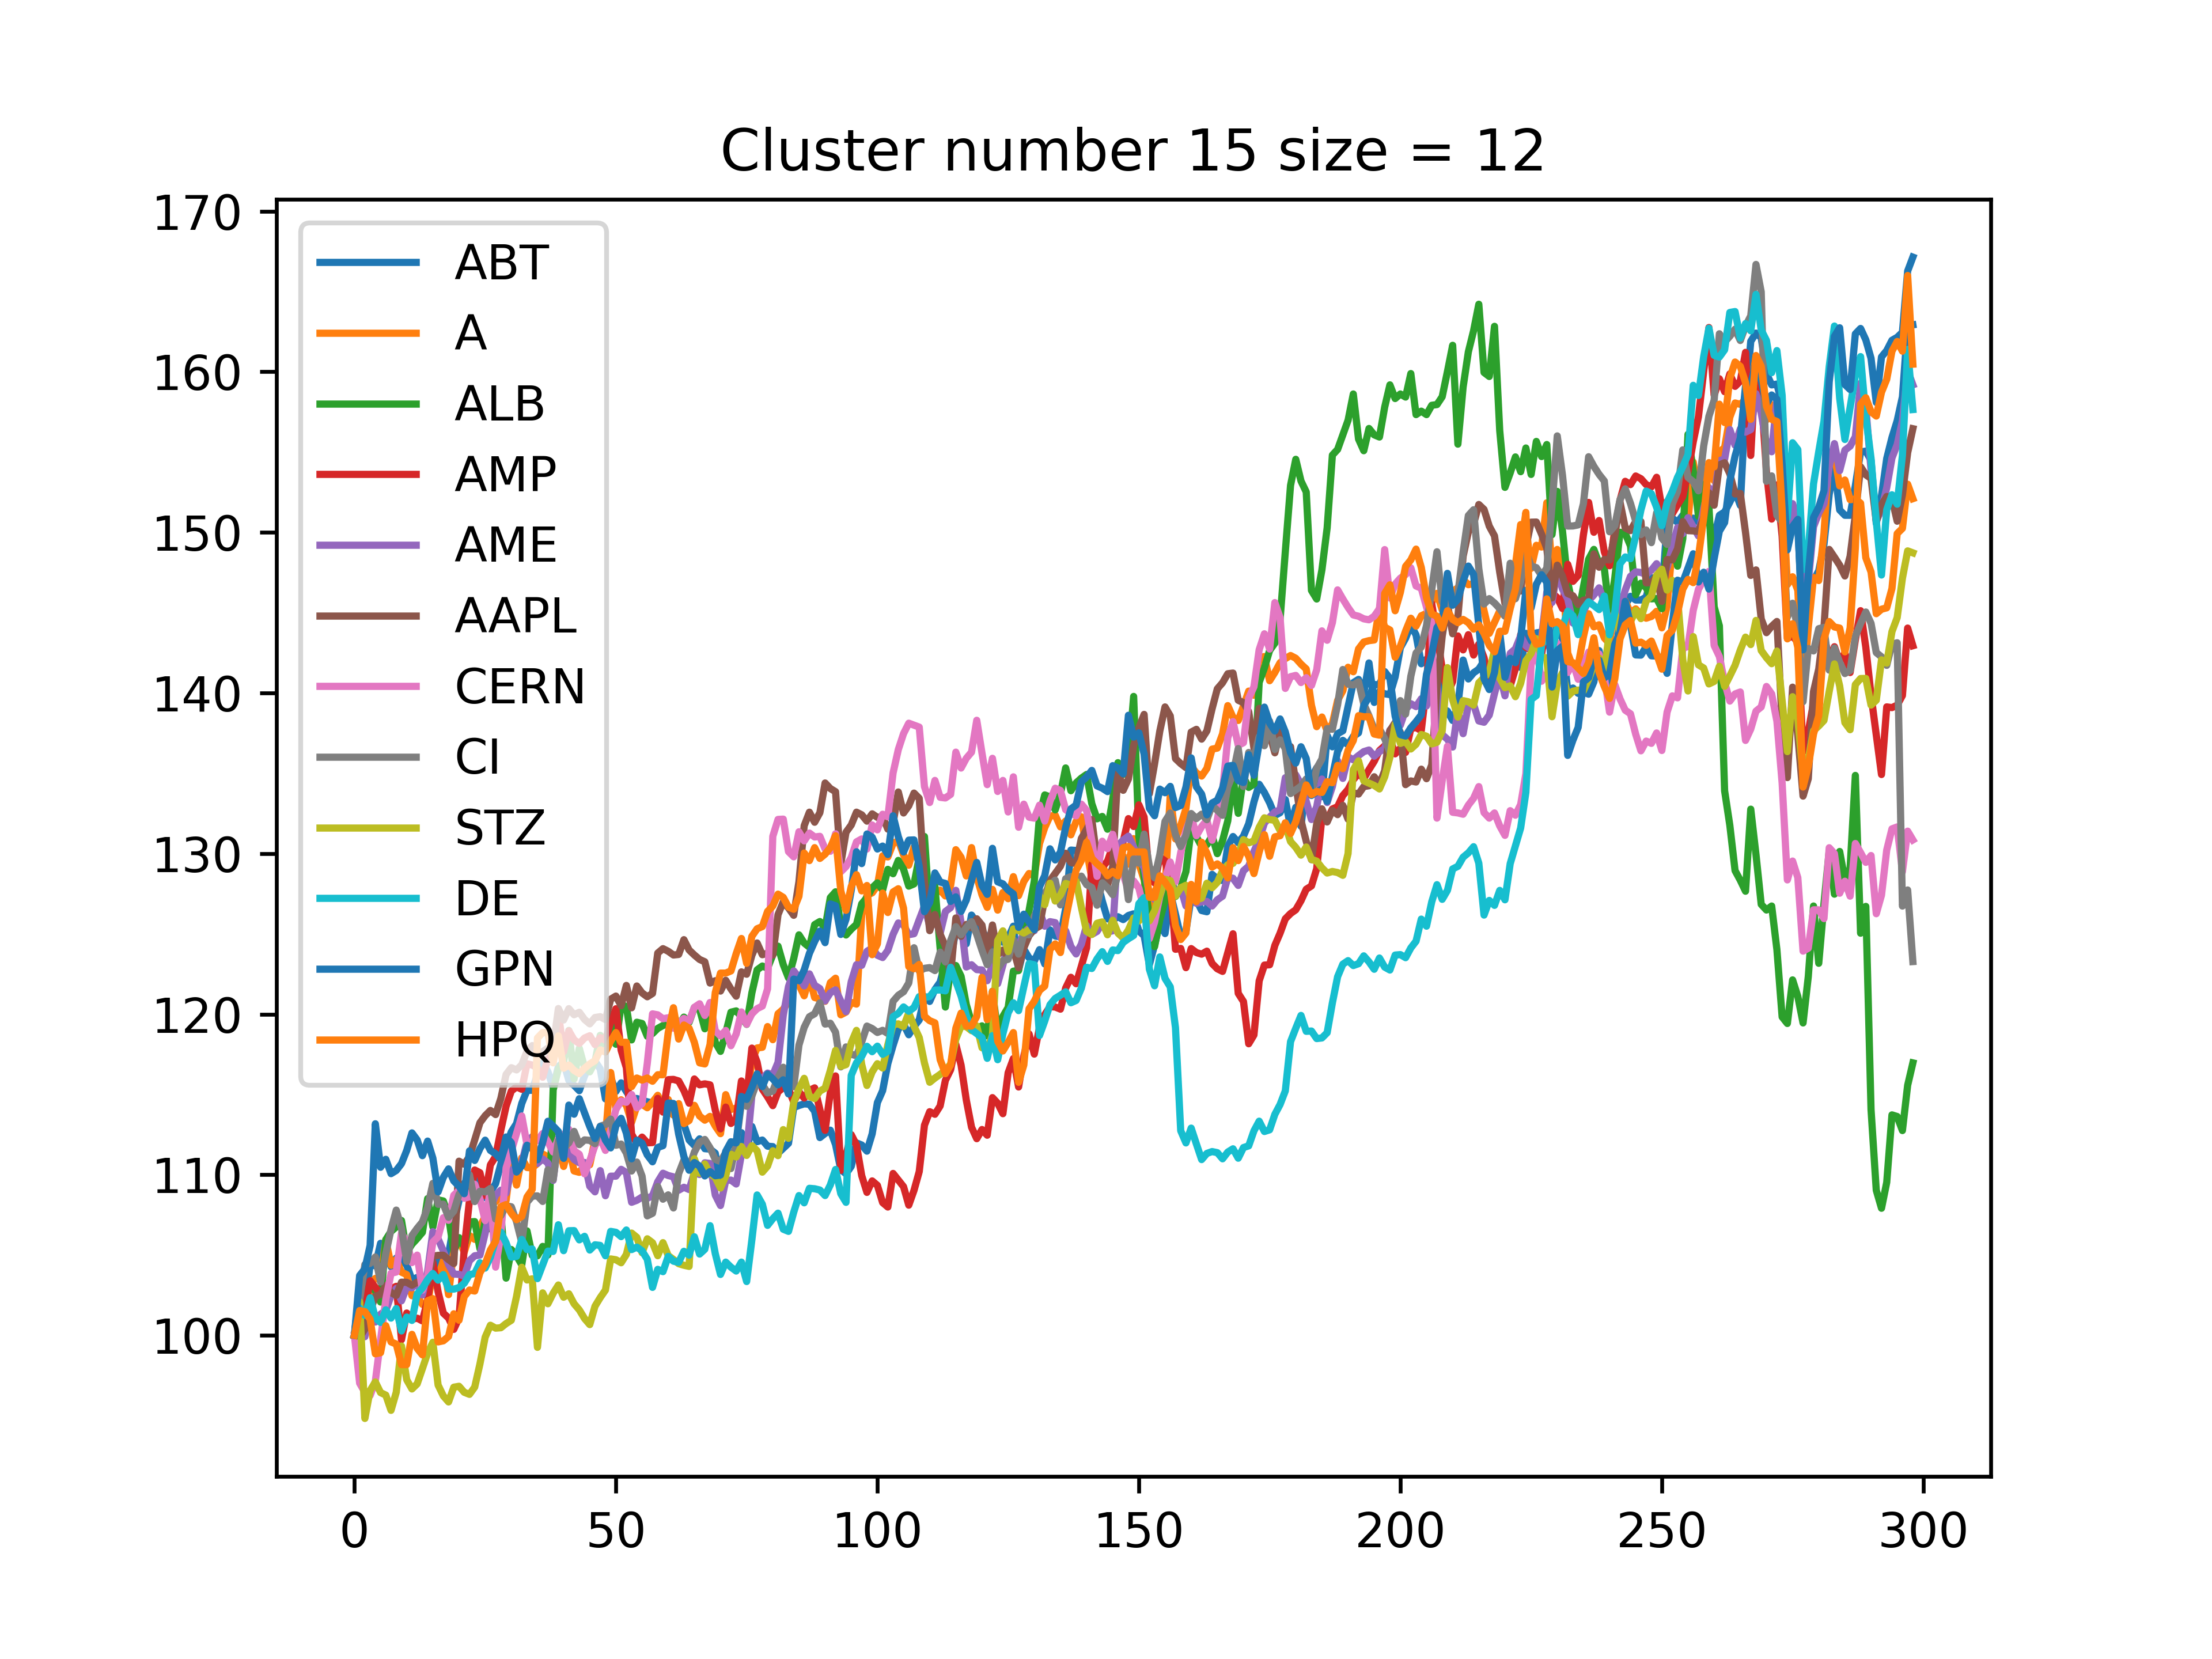 Cluster number 15 size = 12
170
160
150
140
130
120
110
100
ABT
A
ALB
AMP
AME
AAPL
CERN
CI
STZ
DE
GPN
HPQ
0 50 100 150 200 250 300